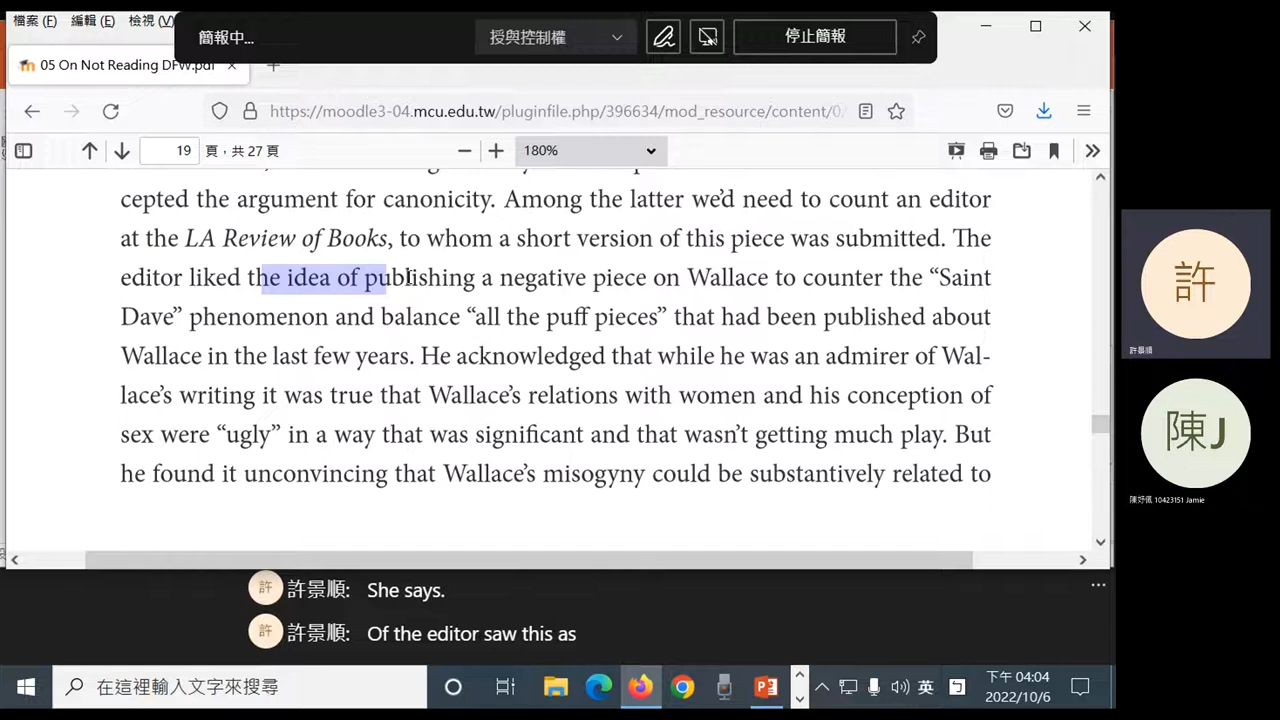 檔案 (F) 編輯 (E) 檢視 (V)
簡報中...
授與控制權
停止簡報
05 On Not Reading DFW.pdf
https://moodle3-04.mcu.edu.tw/pluginfile.php/396634/mod_resource/content/0
19 頁，共 27 頁
180%
cepted the argument for canonicity. Among the latter we'd need to count an editor
at the LA Review of Books, to whom a short version of this piece was submitted. The
editor liked the idea of publishing a negative piece on Wallace to counter the “Saint
Dave” phenomenon and balance “all the puff pieces” that had been published about
Wallace in the last few years. He acknowledged that while he was an admirer of Wal-
lace's writing it was true that Wallace's relations with women and his conception of
sex were “ugly” in a way that was significant and that wasn't getting much play. But
he found it unconvincing that Wallace's misogyny could be substantively related to
許
許景順
陳J
陳妤儒 10423151 Jamie
許 許景順: She says.
許 許景順: Of the editor saw this as
在這裡輸入文字來搜尋
英
下午 04:04
2022/10/6